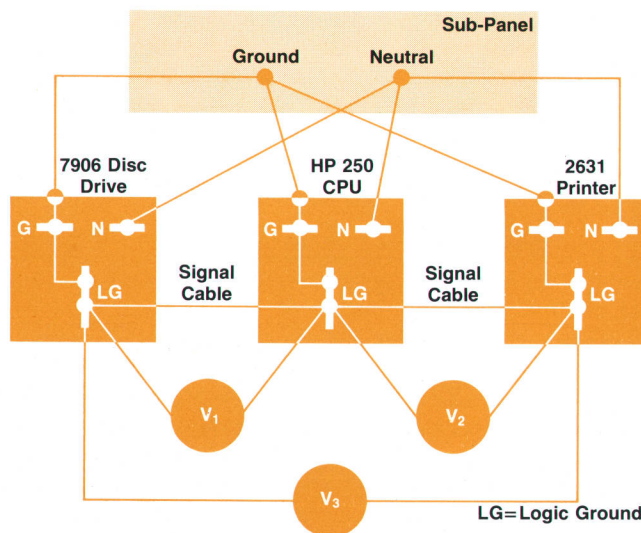 Sub-Panel
Ground
Neutral
7906 Disc
Drive
HP 250
CPU
2631
Printer
G
N
G
N
G
N
Signal
Cable
Signal
Cable
LG
LG
LG
V₁
V₂
V₃
LG=Logic Ground